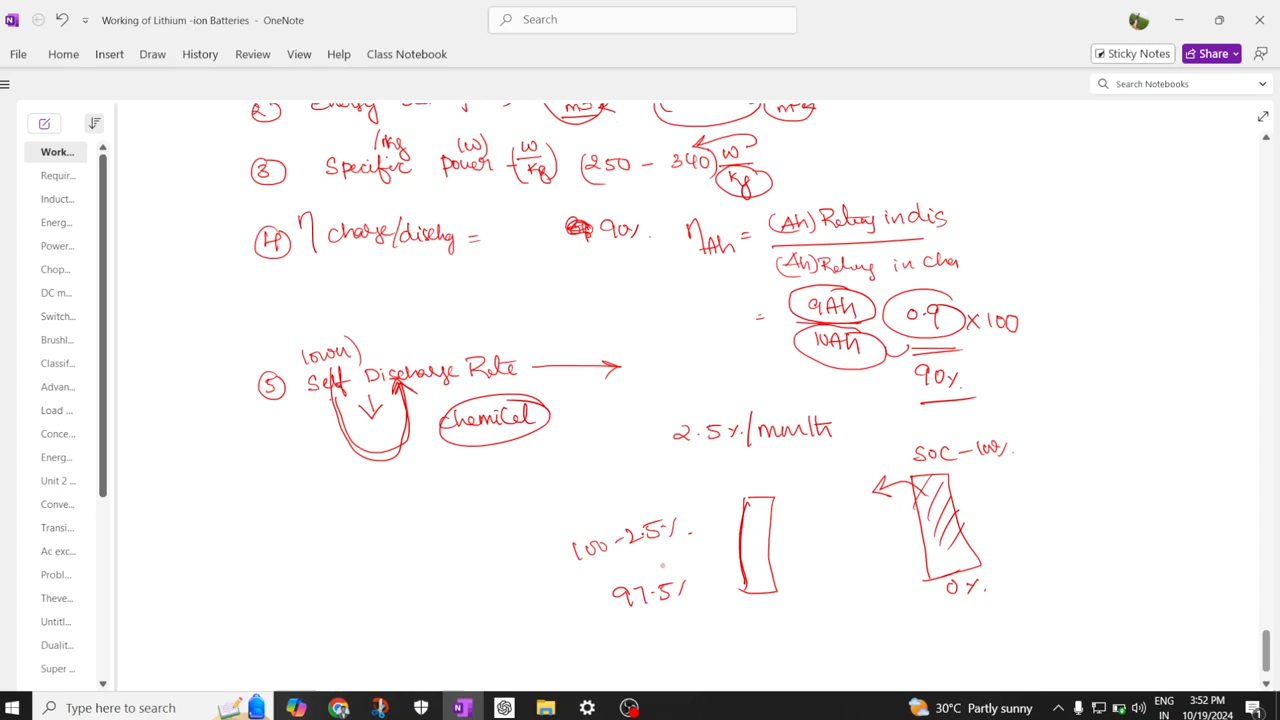 Working of Lithium -ion Batteries - OneNote
Search
File Home Insert Draw History Review View Help Class Notebook
Sticky Notes
Share
Search Notebooks
Work...
Requir...
Induct...
Energ...
Power...
Chop...
DC m...
Switch...
Brushl...
Classif...
Advan...
Load ...
Conce...
Energ...
Unit 2 ...
Conve...
Transi...
Ac exc...
Probl...
Theve...
Untitl...
Dualit...
Super ...
2) Energy =
/Kg (W)
3 Specific power - (W/Kg) (250 - 340) W/Kg
4 η charge/dischg = 90%. ηAh = (Ah) Rating in dis
(Ah) Rating in cha
= 9Ah 0.9 × 100
10Ah
90%.
(own)
5 Self Discharge Rate →
chemical
2.5%/month
SOC - 100%.
100 - 2.5%.
97.5%
0%.
Type here to search
30°C Partly sunny
ENG
IN
3:52 PM
10/19/2024